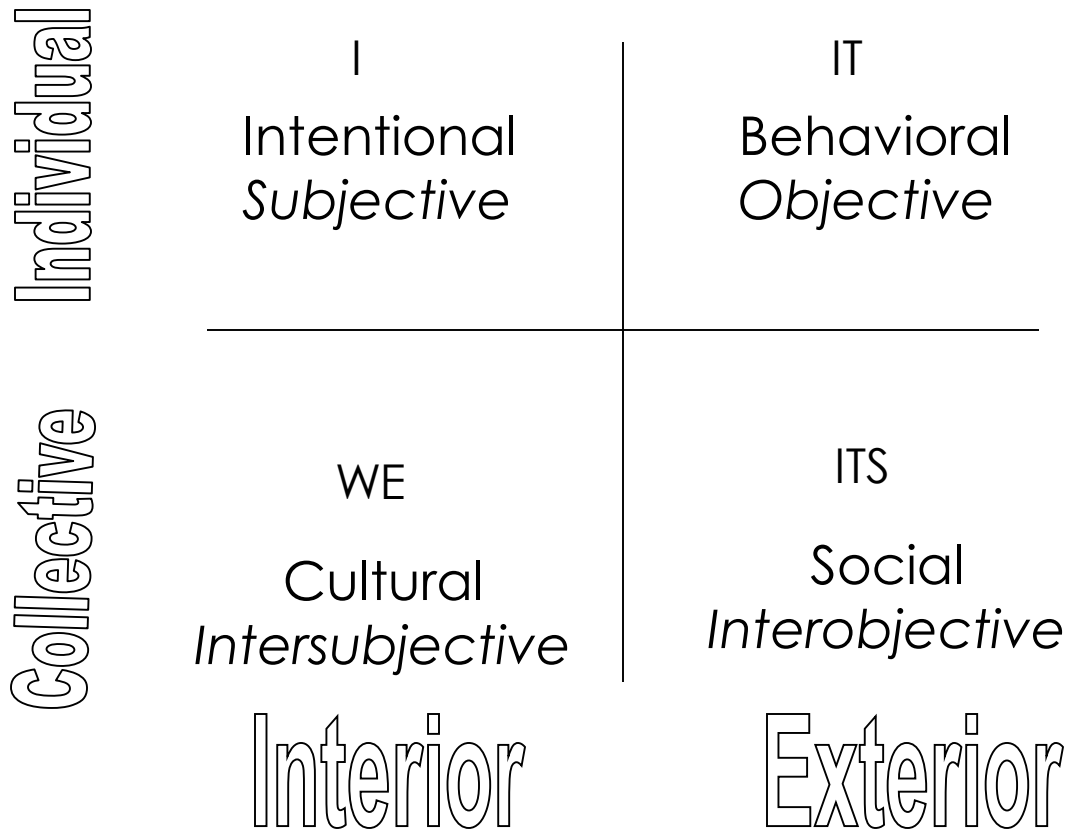 Individual
I
Intentional
Subjective
IT
Behavioral
Objective
Collective
WE
Cultural
Intersubjective
ITS
Social
Interobjective
Interior
Exterior